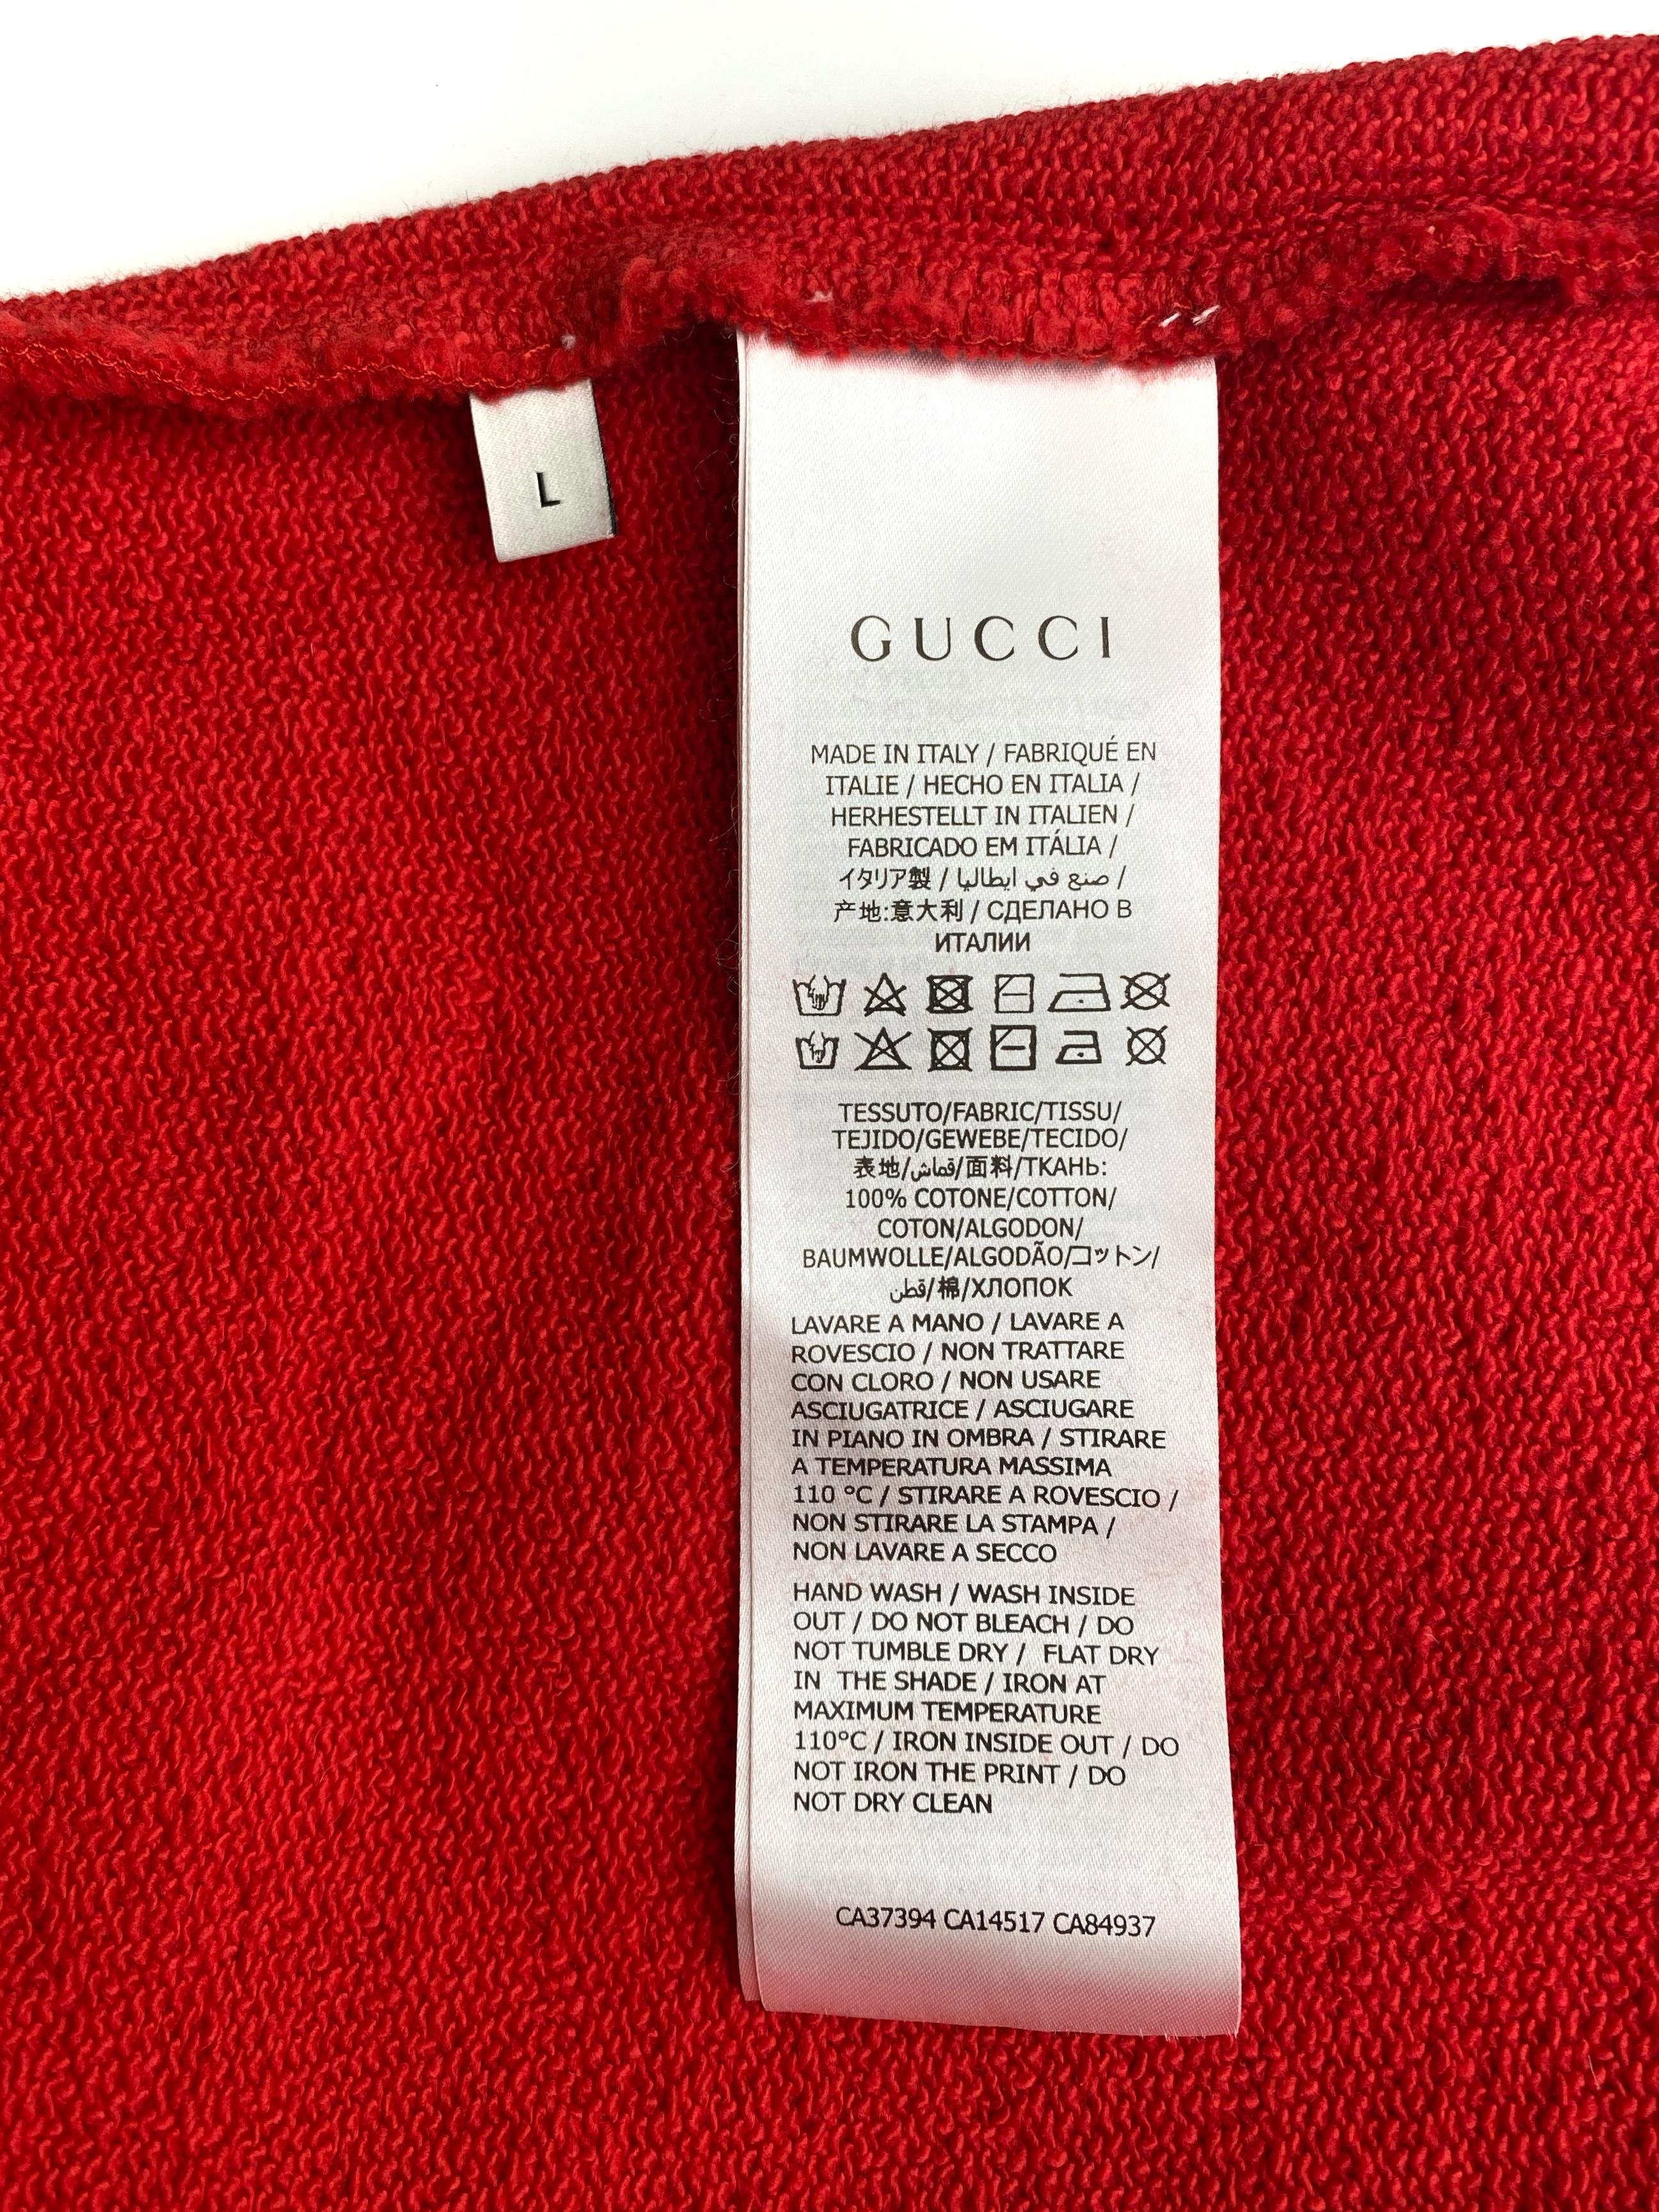 L
GUCCI
MADE IN ITALY / FABRIQUÉ EN
ITALIE / HECHO EN ITALIA /
HERHESTELLT IN ITALIEN /
FABRICADO EM ITÁLIA /
イタリア製 / صنع في ايطاليا /
产地:意大利 / СДЕЛАНО В
ИТАЛИИ
TESSUTO/FABRIC/TISSU/
TEJIDO/GEWEBE/TECIDO/
表地/قماش/面料/ТКАНЬ:
100% COTONE/COTTON/
COTON/ALGODON/
BAUMWOLLE/ALGODÃO/コットン/
قطن/棉/ХЛОПОК
LAVARE A MANO / LAVARE A
ROVESCIO / NON TRATTARE
CON CLORO / NON USARE
ASCIUGATRICE / ASCIUGARE
IN PIANO IN OMBRA / STIRARE
A TEMPERATURA MASSIMA
110 °C / STIRARE A ROVESCIO /
NON STIRARE LA STAMPA /
NON LAVARE A SECCO
HAND WASH / WASH INSIDE
OUT / DO NOT BLEACH / DO
NOT TUMBLE DRY / FLAT DRY
IN THE SHADE / IRON AT
MAXIMUM TEMPERATURE
110°C / IRON INSIDE OUT / DO
NOT IRON THE PRINT / DO
NOT DRY CLEAN
CA37394 CA14517 CA84937